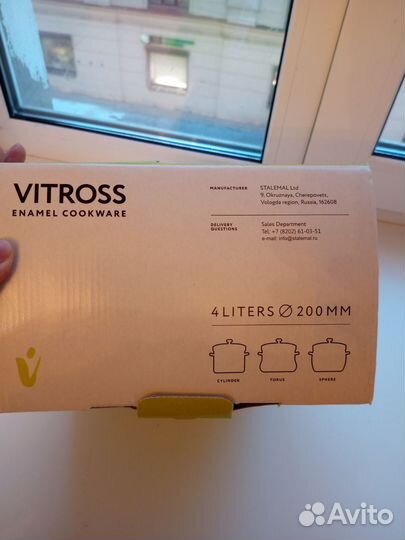 VITROSS
ENAMEL COOKWARE
MANUFACTURER
STALEMAL Ltd
9, Okruznaya, Cherepovets,
Vologda region, Russia, 162608
DELIVERY
QUESTIONS
Sales Department
Tel: +7 (8202) 61-03-51
e-mail: info@stalemal.ru
4 LITERS Ø 200 MM
CYLINDER
TORUS
SPHERE
Avito